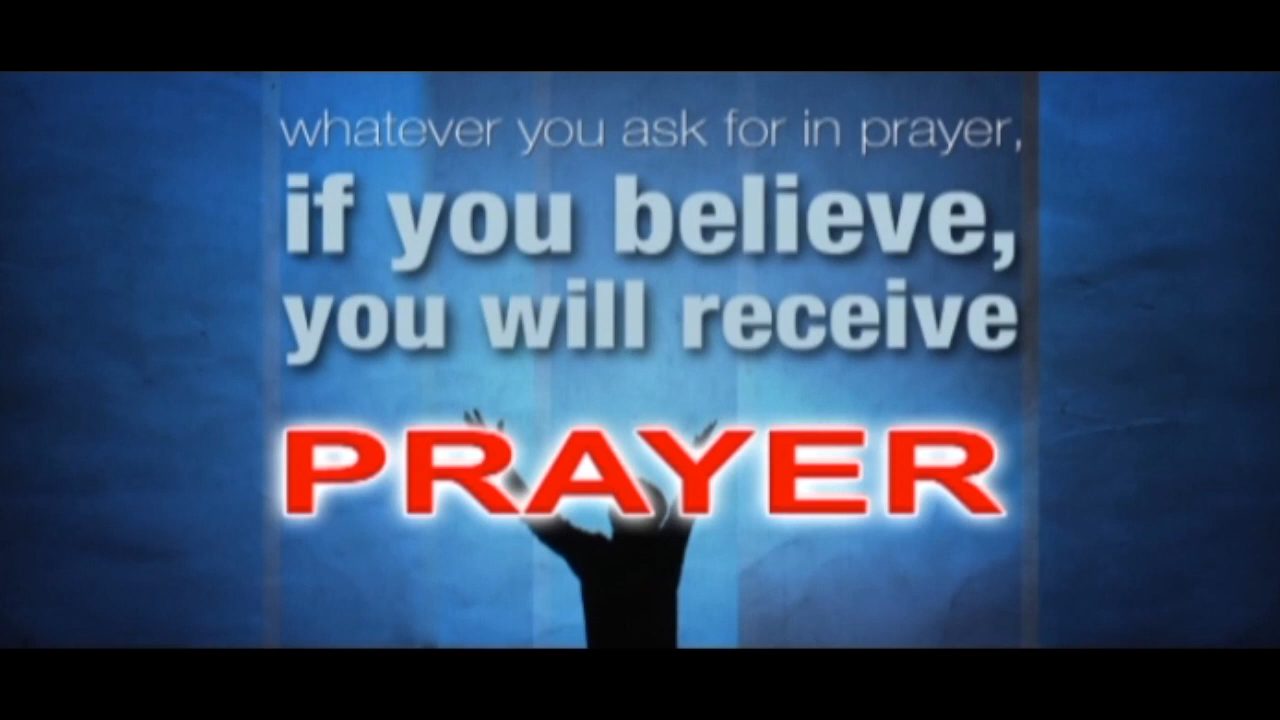 whatever you ask for in prayer,
if you believe,
you will receive
PRAYER